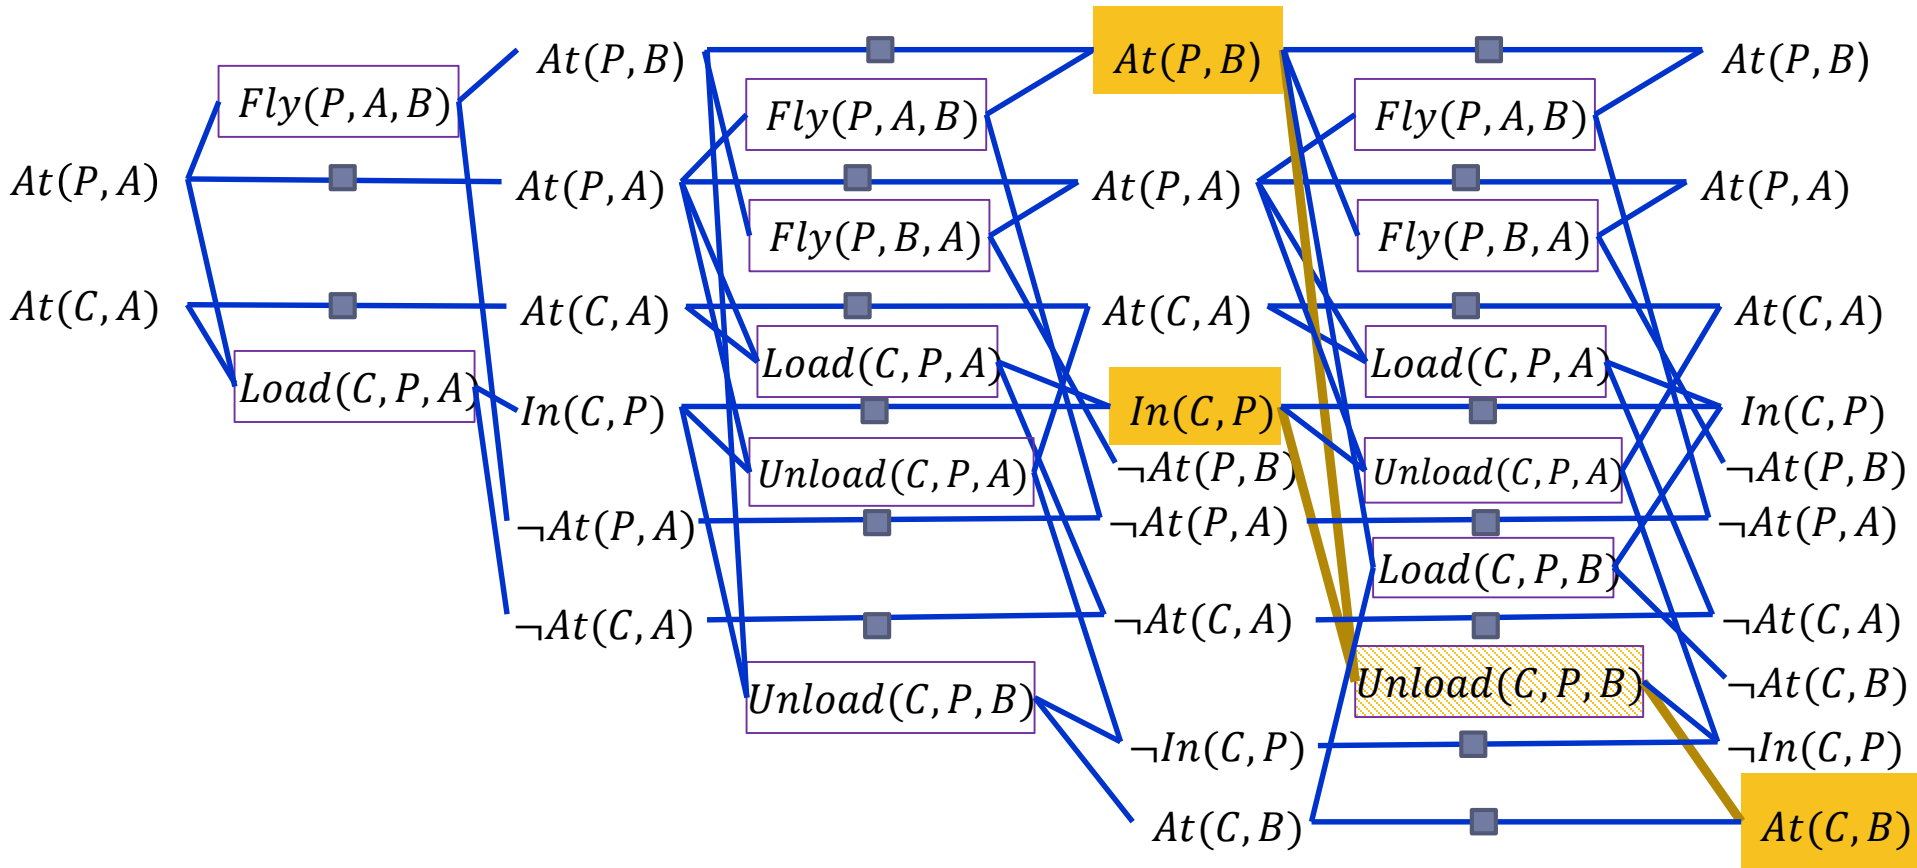 At(P,A)
At(C,A)
Fly(P,A,B)
Load(C,P,A)
At(P,B)
At(P,A)
At(C,A)
In(C,P)
¬At(P,A)
¬At(C,A)
Fly(P,A,B)
Fly(P,B,A)
Load(C,P,A)
Unload(C,P,A)
Unload(C,P,B)
At(P,B)
At(P,A)
At(C,A)
In(C,P)
¬At(P,B)
¬At(P,A)
¬At(C,A)
¬In(C,P)
At(C,B)
Fly(P,A,B)
Fly(P,B,A)
Load(C,P,A)
Unload(C,P,A)
Load(C,P,B)
Unload(C,P,B)
At(P,B)
At(P,A)
At(C,A)
In(C,P)
¬At(P,B)
¬At(P,A)
¬At(C,A)
¬At(C,B)
¬In(C,P)
At(C,B)